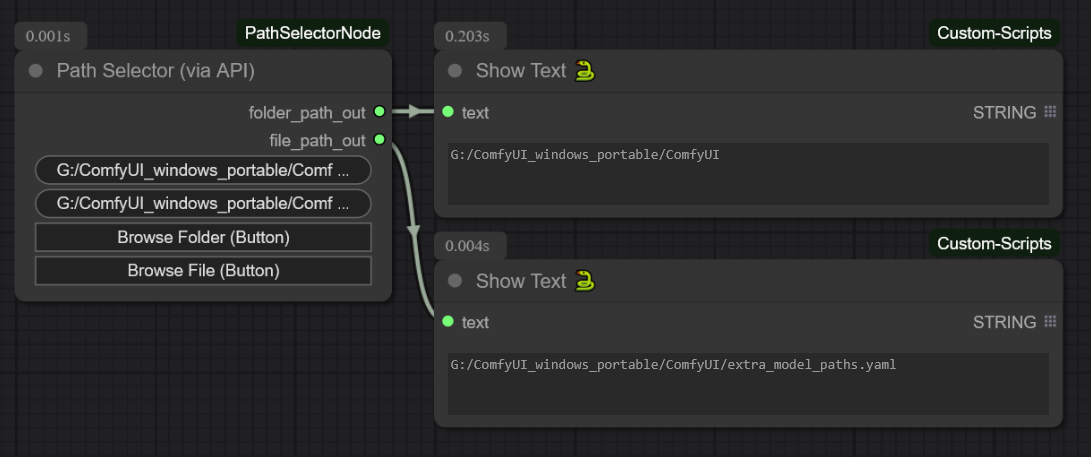 0.001s
PathSelectorNode
Path Selector (via API)
folder_path_out
file_path_out
G:/ComfyUI_windows_portable/Comf ...
G:/ComfyUI_windows_portable/Comf ...
Browse Folder (Button)
Browse File (Button)
0.203s
Custom-Scripts
Show Text 🐍
text
STRING
G:/ComfyUI_windows_portable/ComfyUI
0.004s
Custom-Scripts
Show Text 🐍
text
STRING
G:/ComfyUI_windows_portable/ComfyUI/extra_model_paths.yaml